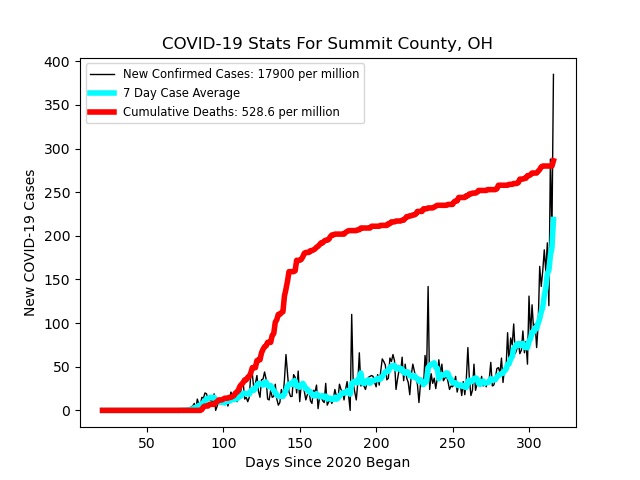 COVID-19 Stats For Summit County, OH
New Confirmed Cases: 17900 per million
7 Day Case Average
Cumulative Deaths: 528.6 per million
New COVID-19 Cases
400
350
300
250
200
150
100
50
0
50
100
150
200
250
300
Days Since 2020 Began